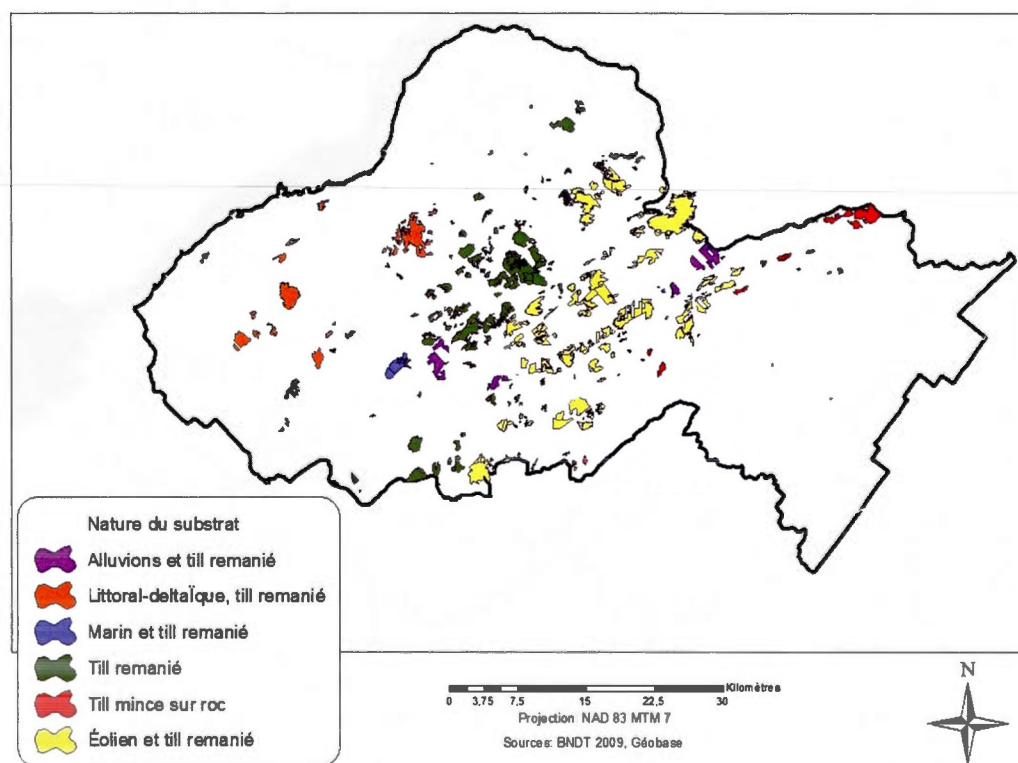 Nature du substrat
Alluvions et till remanié
Littoral-deltaÏque, till remanié
Marin et till remanié
Till remanié
Till mince sur roc
Éolien et till remanié
Kilomètres
0 3,75 7,5 15 22,5 30
Projection NAD 83 MTM 7
Sources: BNDT 2009, Géobase
N